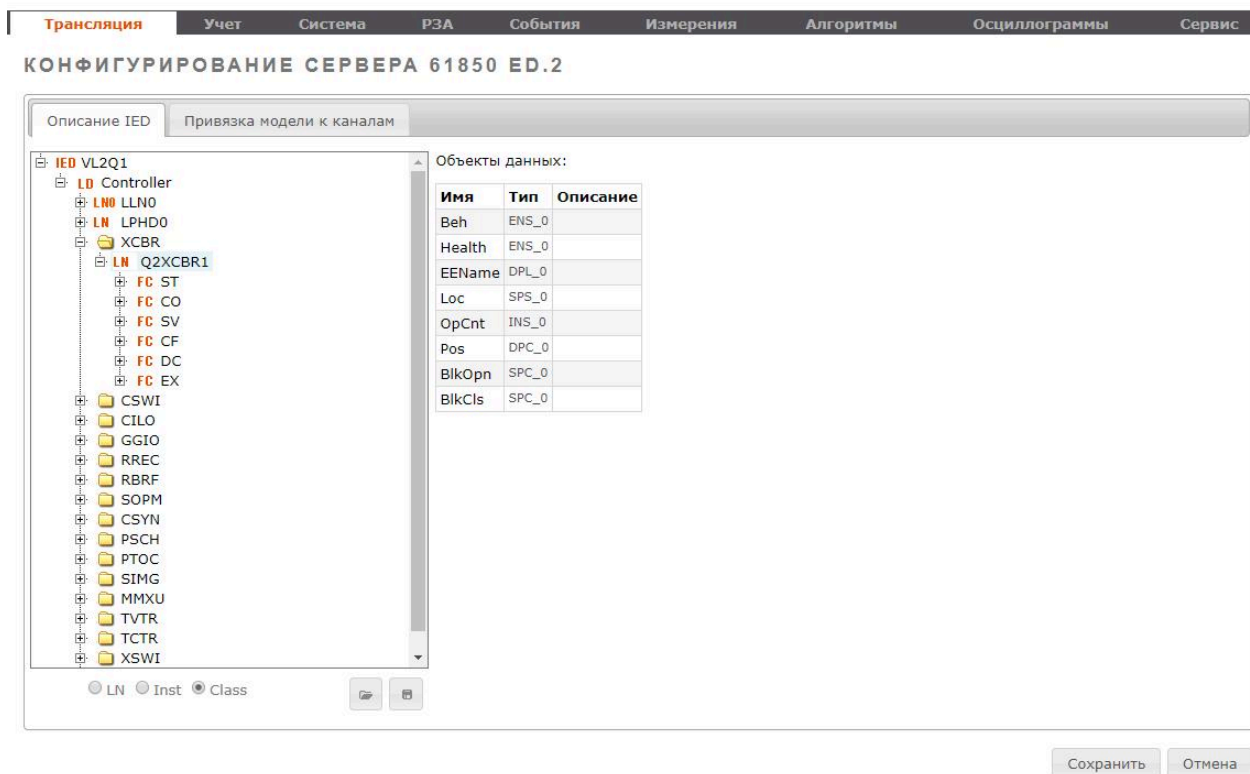 Трансляция Учет Система РЗА События Измерения Алгоритмы Осциллограммы Сервис
КОНФИГУРИРОВАНИЕ СЕРВЕРА 61850 ED.2
Описание IED Привязка модели к каналам
IED VL2Q1
LD Controller
LN0 LLN0
LN LPHD0
XCBR
LN Q2XCBR1
FC ST
FC CO
FC SV
FC CF
FC DC
FC EX
CSWI
CILO
GGIO
RREC
RBRF
SOPM
CSYN
PSCH
PTOC
SIMG
MMXU
TVTR
TCTR
XSWI
LN Inst Class
Объекты данных:
Имя Тип Описание
Beh ENS_0
Health ENS_0
EEName DPL_0
Loc SPS_0
OpCnt INS_0
Pos DPC_0
BlkOpn SPC_0
BlkCls SPC_0
Сохранить Отмена